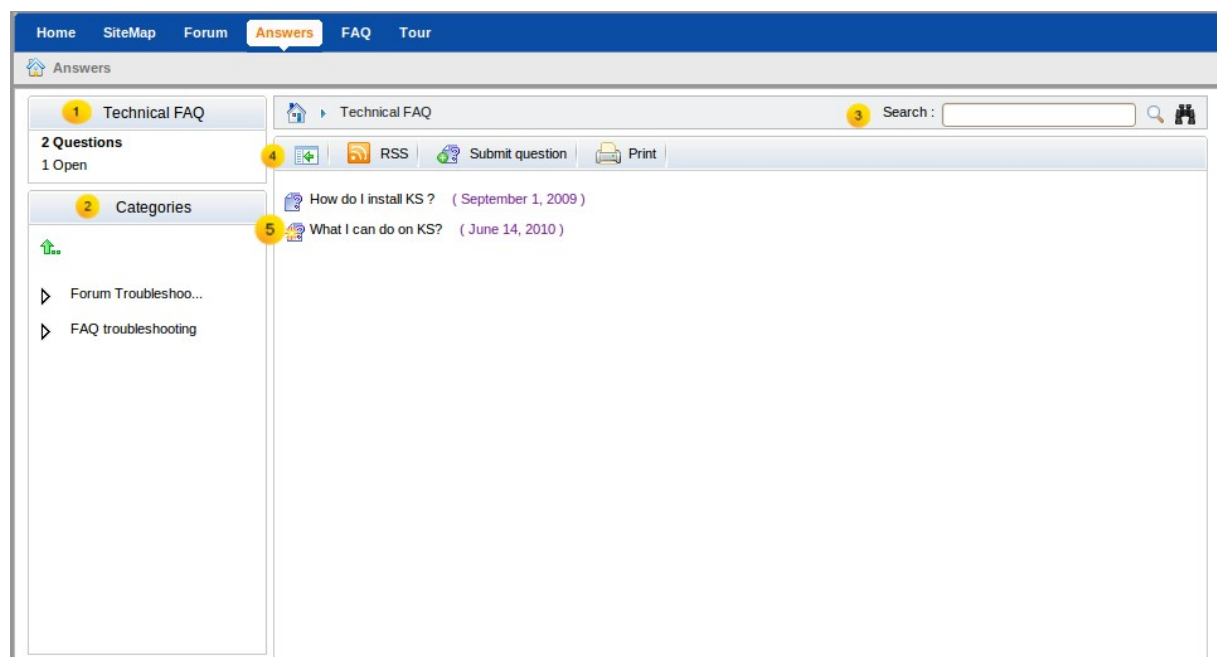 Home SiteMap Forum Answers FAQ Tour
Answers
1 Technical FAQ
2 Questions
1 Open
2 Categories
Forum Troubleshoo...
FAQ troubleshooting
Technical FAQ
3 Search :
4 RSS Submit question Print
How do I install KS ? ( September 1, 2009 )
5 What I can do on KS? ( June 14, 2010 )